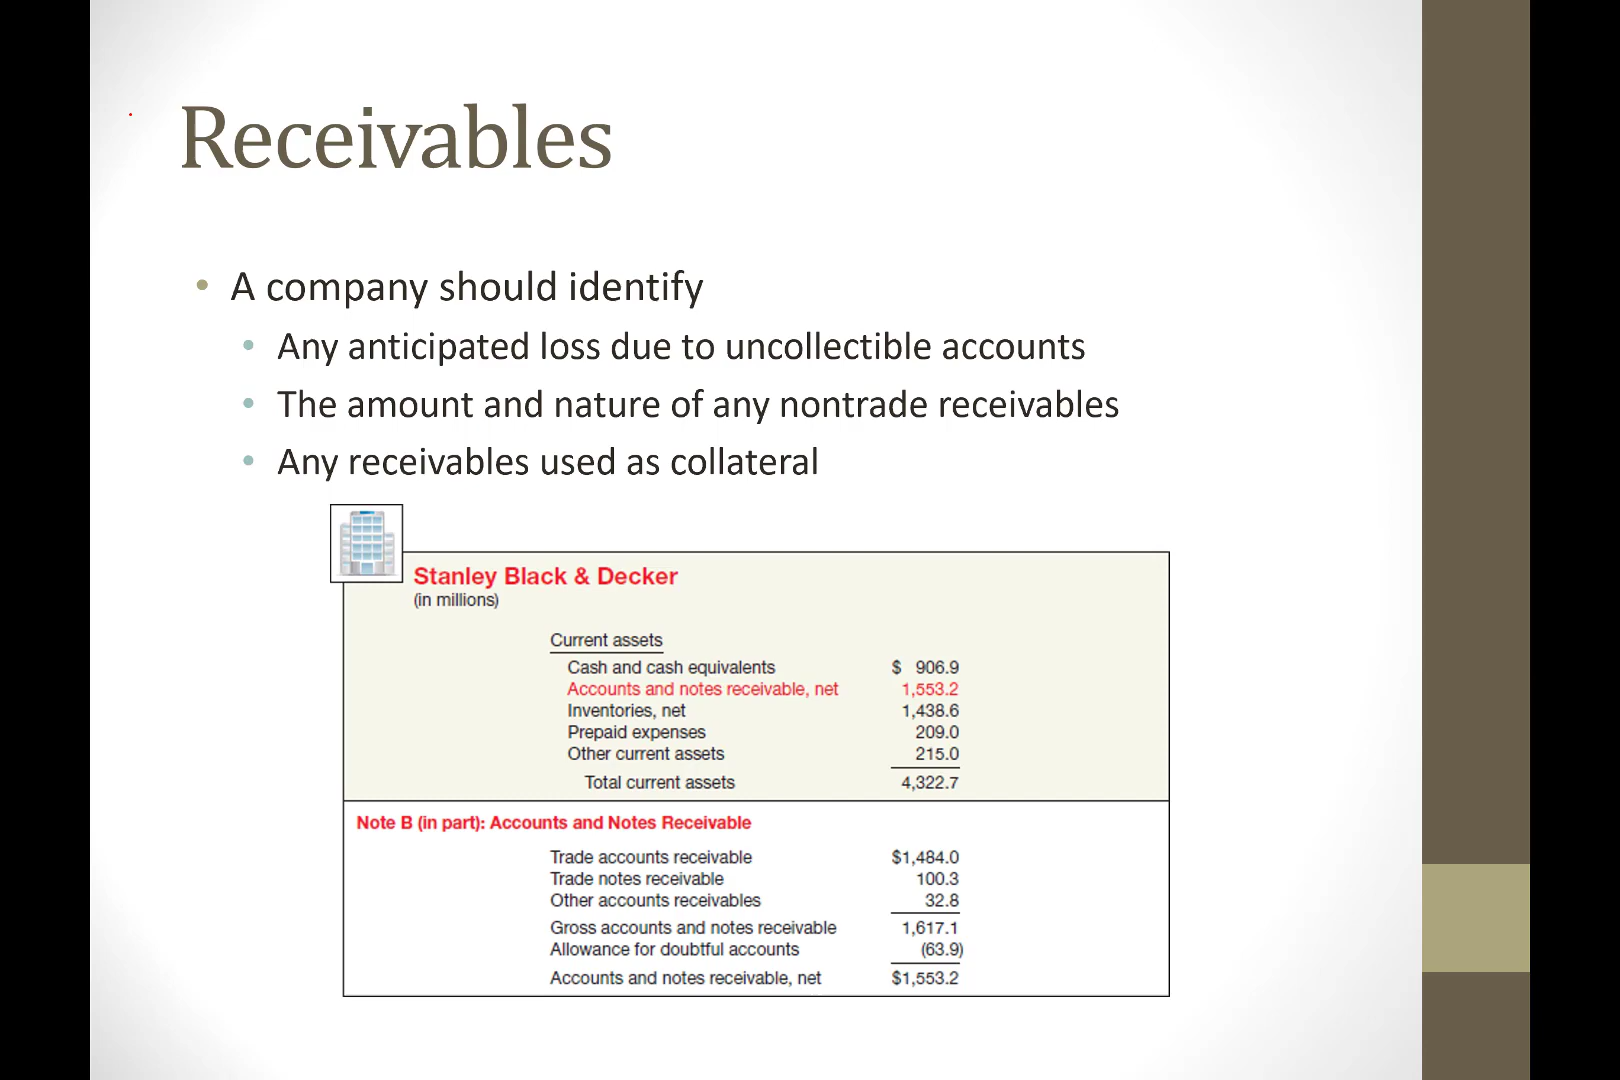 Receivables
• A company should identify
• Any anticipated loss due to uncollectible accounts
• The amount and nature of any nontrade receivables
• Any receivables used as collateral
Stanley Black & Decker
(in millions)
Current assets
Cash and cash equivalents $ 906.9
Accounts and notes receivable, net 1,553.2
Inventories, net 1,438.6
Prepaid expenses 209.0
Other current assets 215.0
Total current assets 4,322.7
Note B (in part): Accounts and Notes Receivable
Trade accounts receivable $1,484.0
Trade notes receivable 100.3
Other accounts receivables 32.8
Gross accounts and notes receivable 1,617.1
Allowance for doubtful accounts (63.9)
Accounts and notes receivable, net $1,553.2